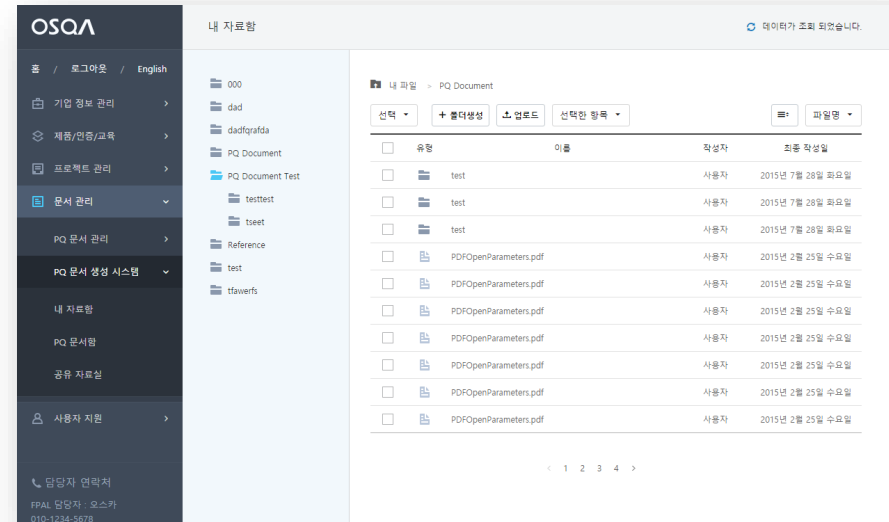 OSQA
홈 / 로그아웃 / English
기업 정보 관리
제품/인증/교육
프로젝트 관리
문서 관리
PQ 문서 관리
PQ 문서 생성 시스템
내 자료함
PQ 문서함
공유 자료실
사용자 지원
담당자 연락처
FPAL 담당자 : 오스카
010-1234-5678
내 자료함
데이터가 조회 되었습니다.
000
dad
dadfqrafda
PQ Document
PQ Document Test
testtest
tseet
Reference
test
tfawerfs
내 파일 > PQ Document
선택 + 폴더생성 업로드 선택한 항목 파일명
유형 이름 작성자 최종 작성일
test 사용자 2015년 7월 28일 화요일
test 사용자 2015년 7월 28일 화요일
test 사용자 2015년 7월 28일 화요일
PDFOpenParameters.pdf 사용자 2015년 2월 25일 수요일
PDFOpenParameters.pdf 사용자 2015년 2월 25일 수요일
PDFOpenParameters.pdf 사용자 2015년 2월 25일 수요일
PDFOpenParameters.pdf 사용자 2015년 2월 25일 수요일
PDFOpenParameters.pdf 사용자 2015년 2월 25일 수요일
PDFOpenParameters.pdf 사용자 2015년 2월 25일 수요일
PDFOpenParameters.pdf 사용자 2015년 2월 25일 수요일
< 1 2 3 4 >